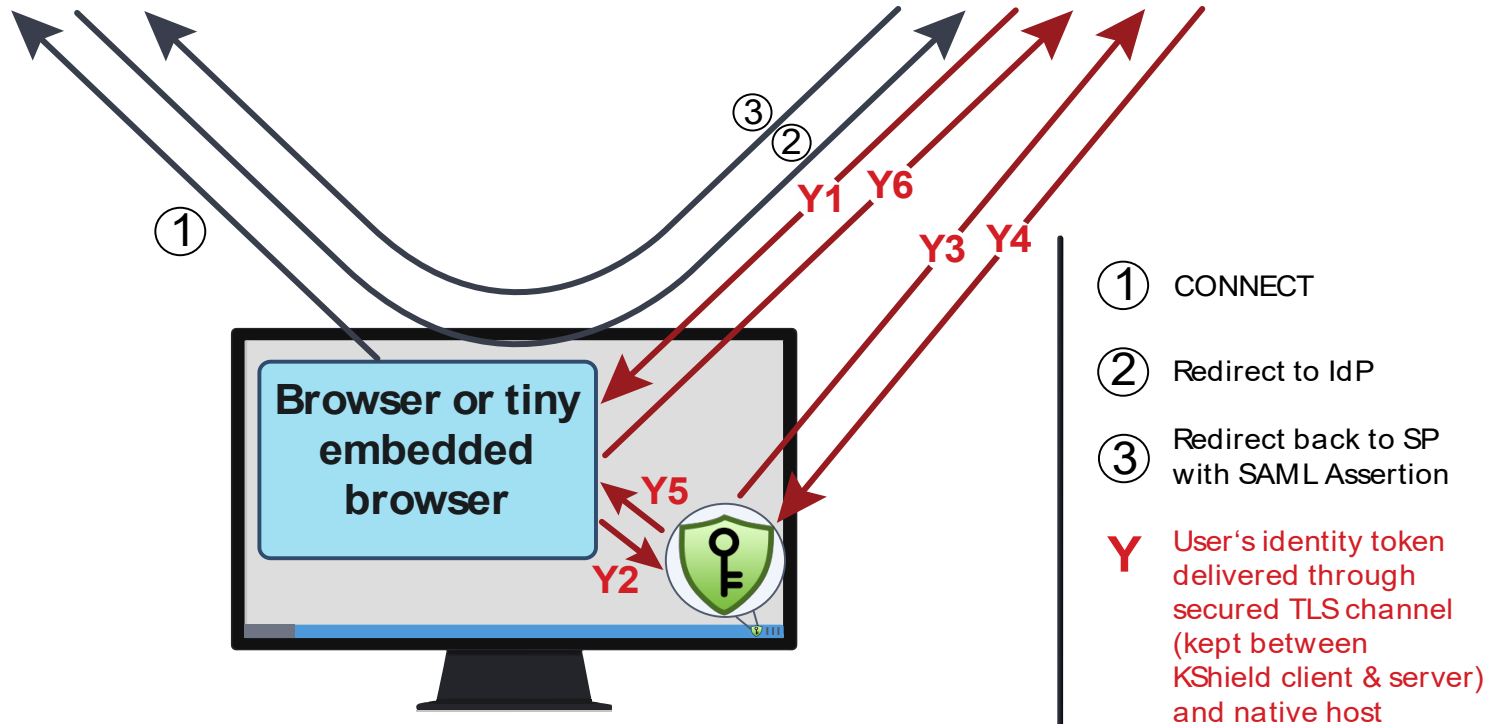 3
2
1
Y1
Y6
Y3
Y4
Browser or tiny
embedded
browser
Y5
Y2
1 CONNECT
2 Redirect to IdP
3 Redirect back to SP
with SAML Assertion
Y User‘s identity token
delivered through
secured TLS channel
(kept between
KShield client & server)
and native host